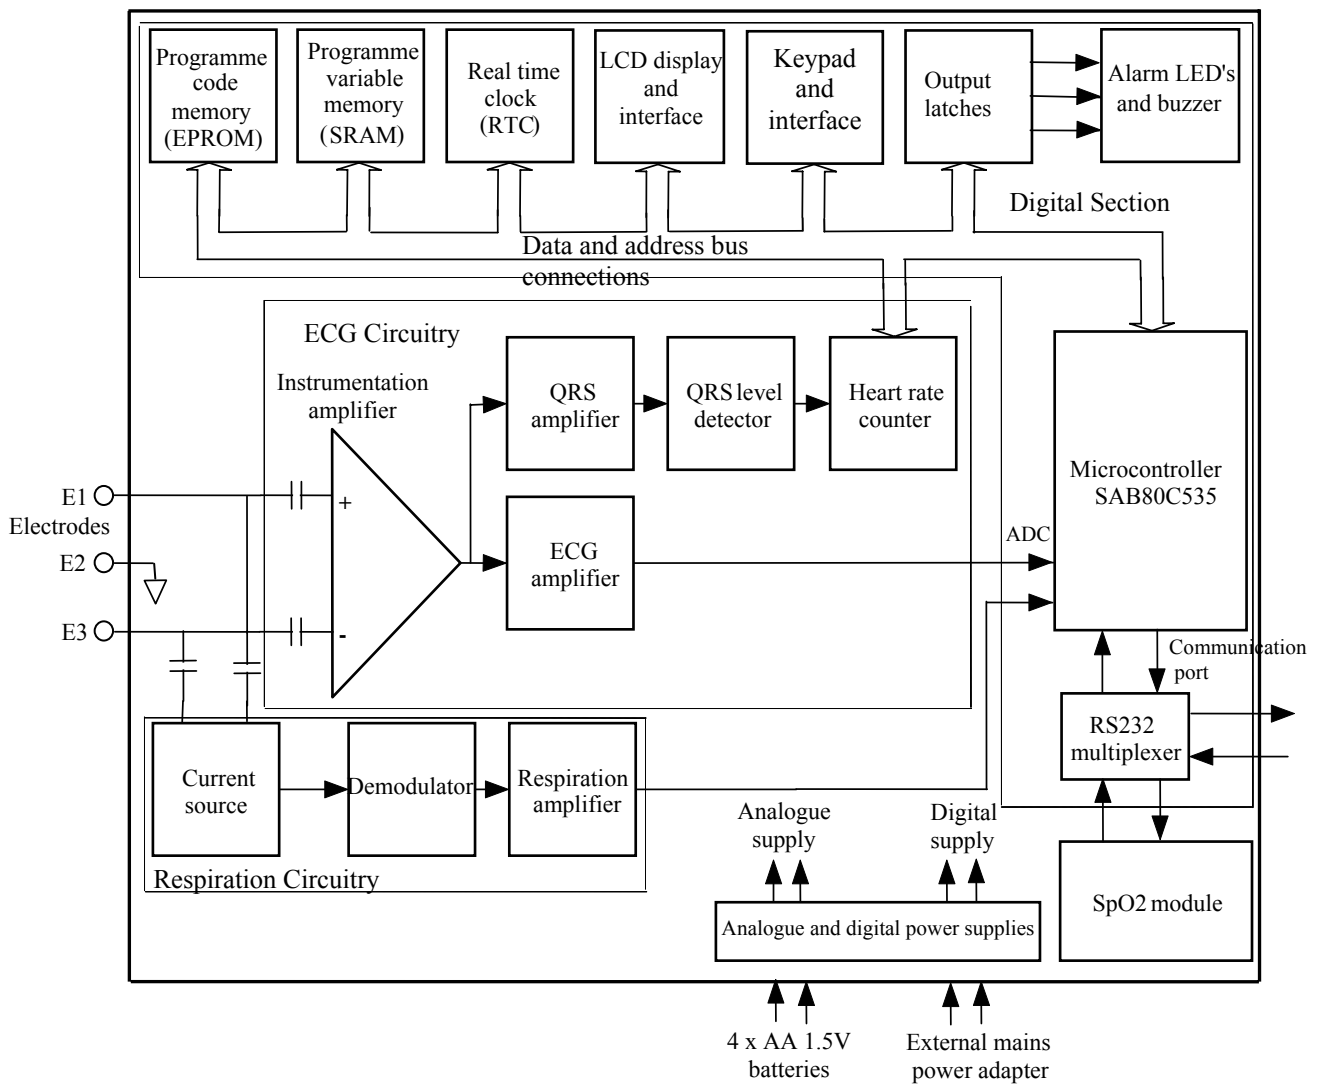 Programme
code
memory
(EPROM)
Programme
variable
memory
(SRAM)
Real time
clock
(RTC)
LCD display
and
interface
Keypad
and
interface
Output
latches
Alarm LED's
and buzzer
Digital Section
Data and address bus
connections
ECG Circuitry
Instrumentation
amplifier
QRS
amplifier
QRS level
detector
Heart rate
counter
Microcontroller
SAB80C535
E1
Electrodes
E2
E3
+
-
ECG
amplifier
ADC
Communication
port
RS232
multiplexer
Current
source
Demodulator
Respiration
amplifier
Respiration Circuitry
Analogue
supply
Digital
supply
SpO2 module
Analogue and digital power supplies
4 x AA 1.5V
batteries
External mains
power adapter